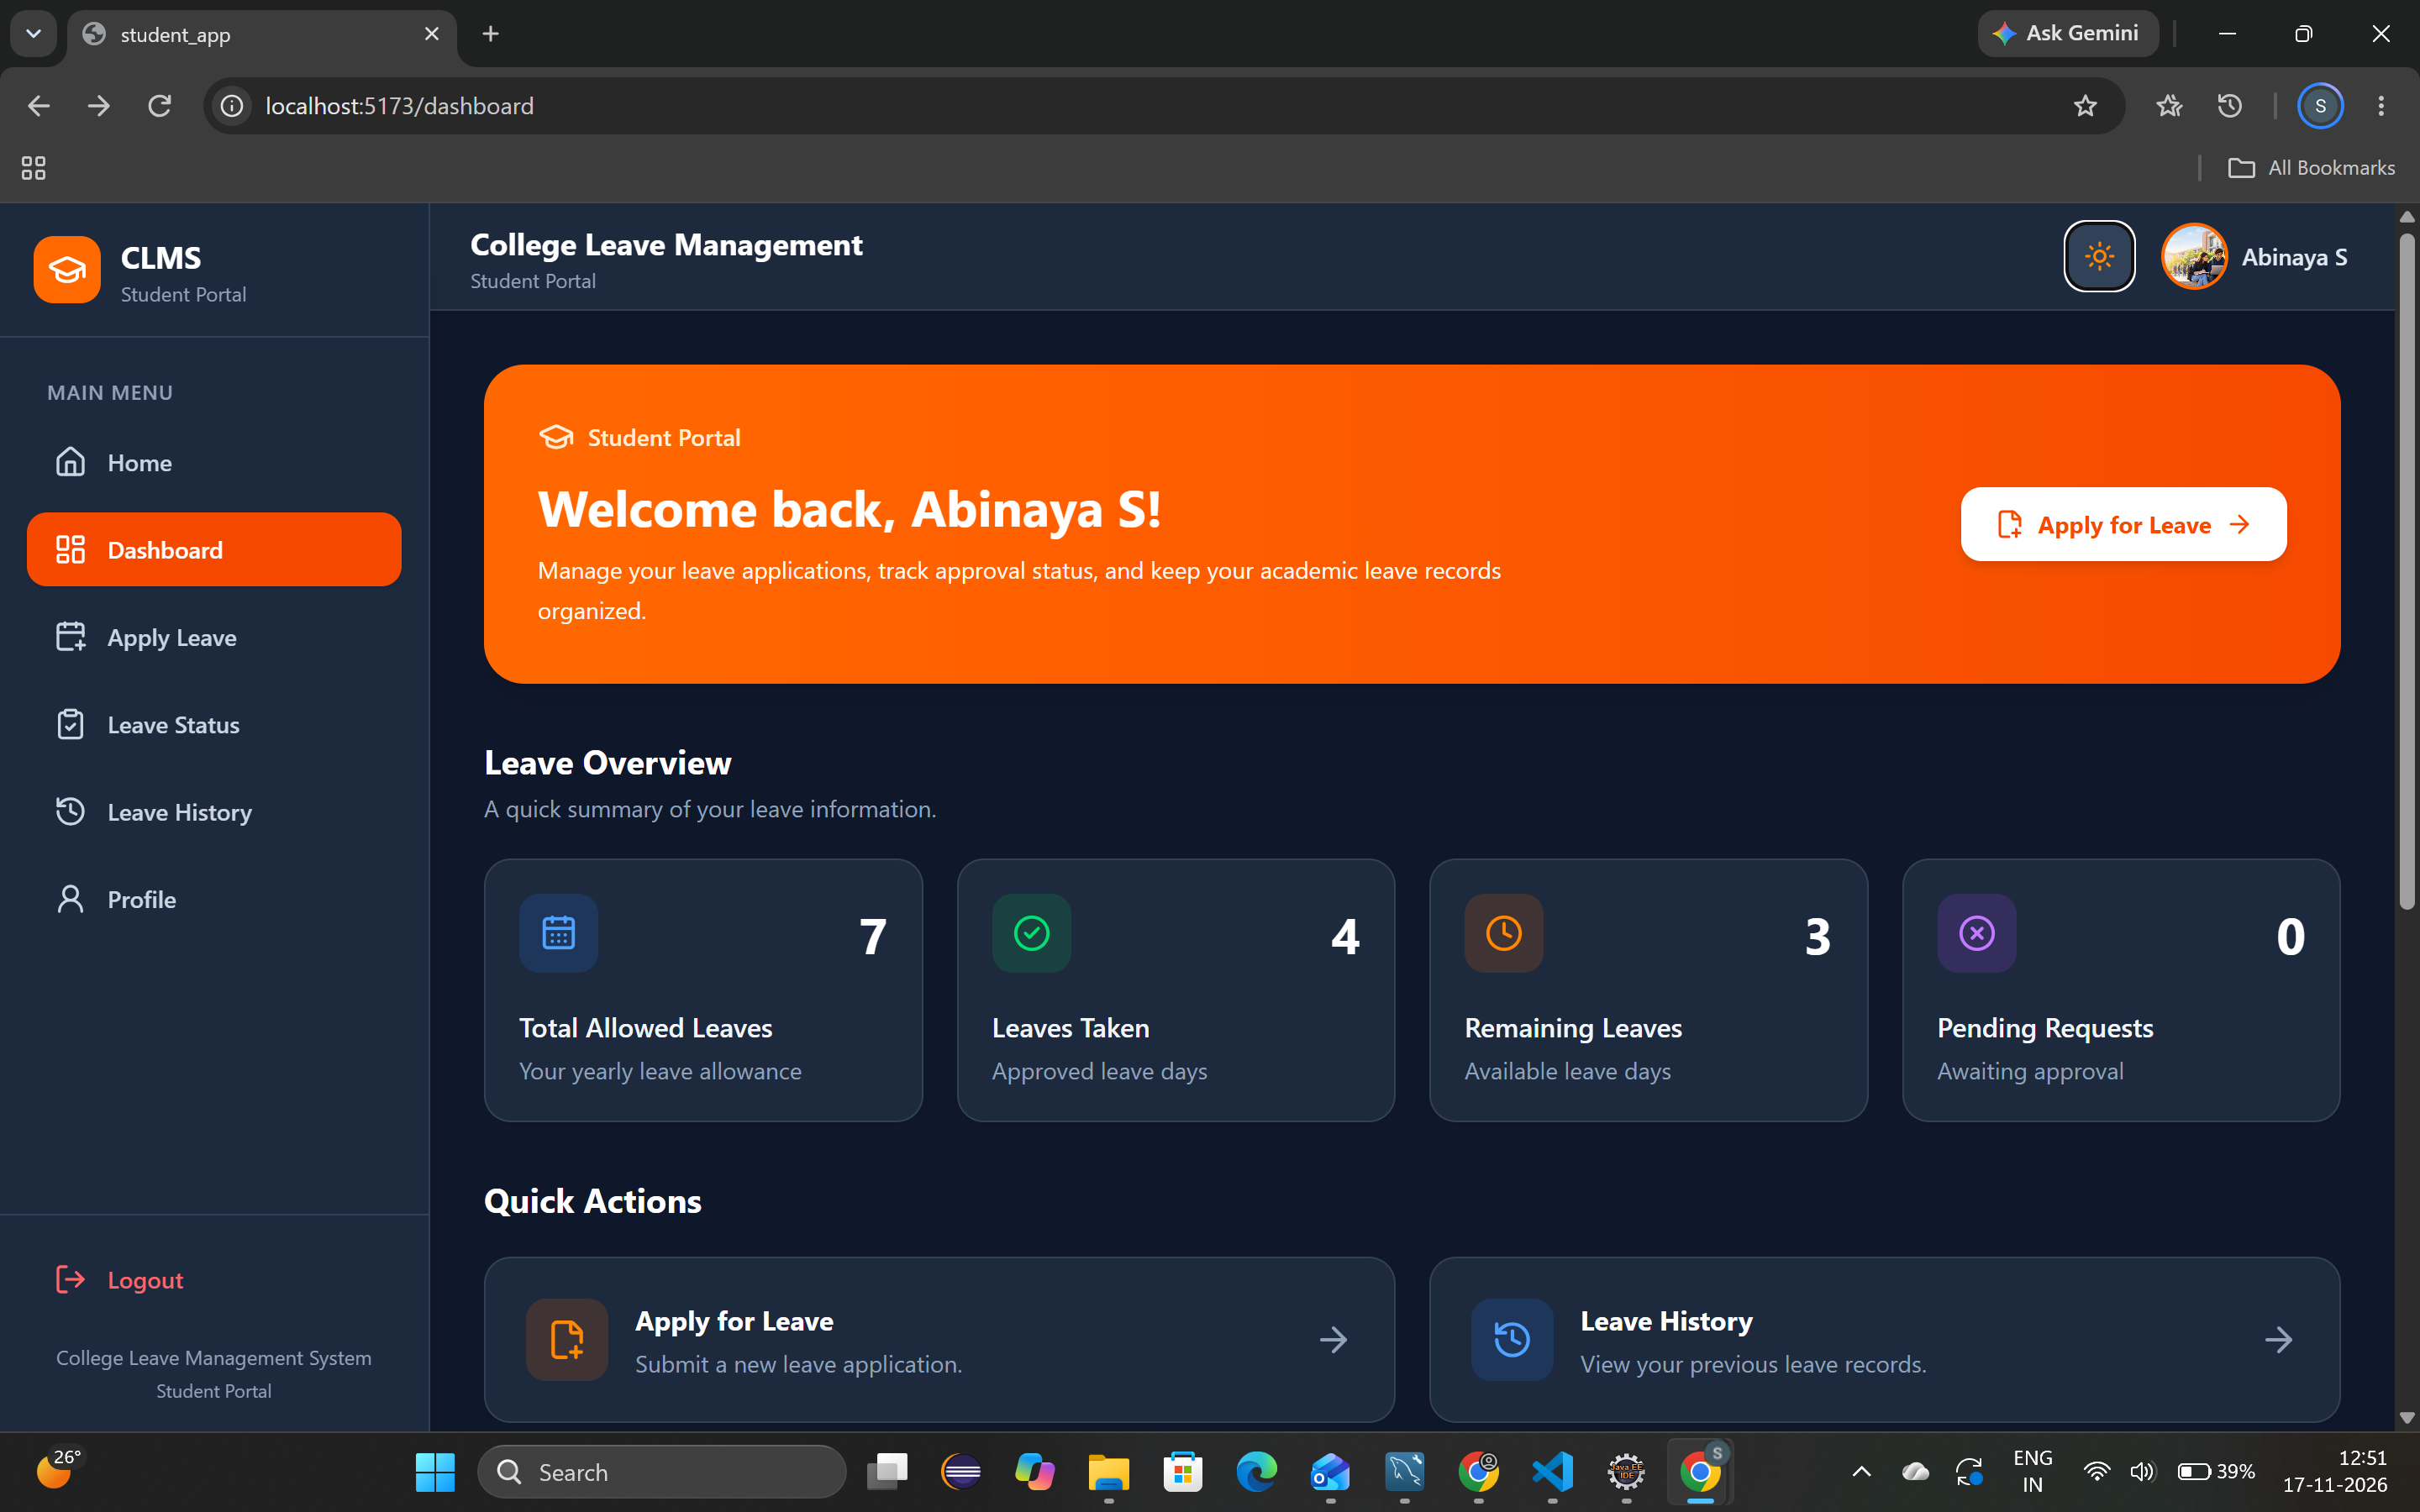 student_app
Ask Gemini
localhost:5173/dashboard
S
All Bookmarks
CLMS
Student Portal
MAIN MENU
Home
Dashboard
Apply Leave
Leave Status
Leave History
Profile
Logout
College Leave Management System
Student Portal
College Leave Management
Student Portal
Abinaya S
Student Portal
Welcome back, Abinaya S!
Manage your leave applications, track approval status, and keep your academic leave records
organized.
Apply for Leave
Leave Overview
A quick summary of your leave information.
7
Total Allowed Leaves
Your yearly leave allowance
4
Leaves Taken
Approved leave days
3
Remaining Leaves
Available leave days
0
Pending Requests
Awaiting approval
Quick Actions
Apply for Leave
Submit a new leave application.
Leave History
View your previous leave records.
26°
Search
Java EE
IDE
S
ENG
IN
39%
12:51
17-11-2026